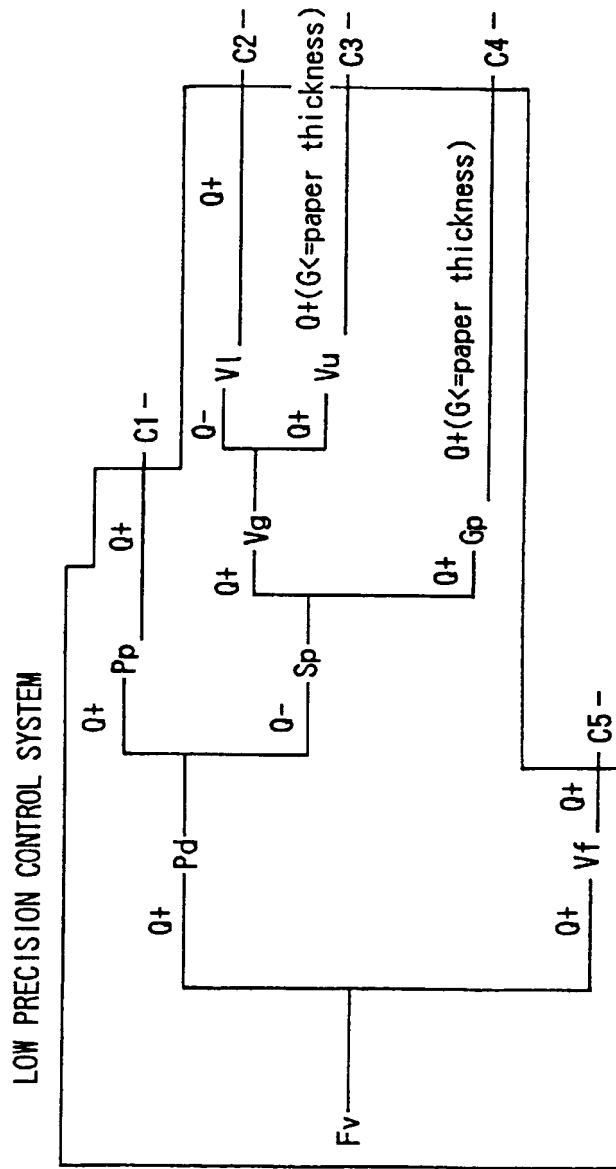 LOW PRECISION CONTROL SYSTEM
Fv
Q+
Pd
Q+
Pp
Q+
C1 -
Q-
Sp
Q+
Vg
Q-
Vl
Q+
C2 -
Q+
Vu
Q+(G<=paper thickness)
C3 -
Q+
Gp
Q+(G<=paper thickness)
C4 -
Q+
Vf
Q+
C5 -